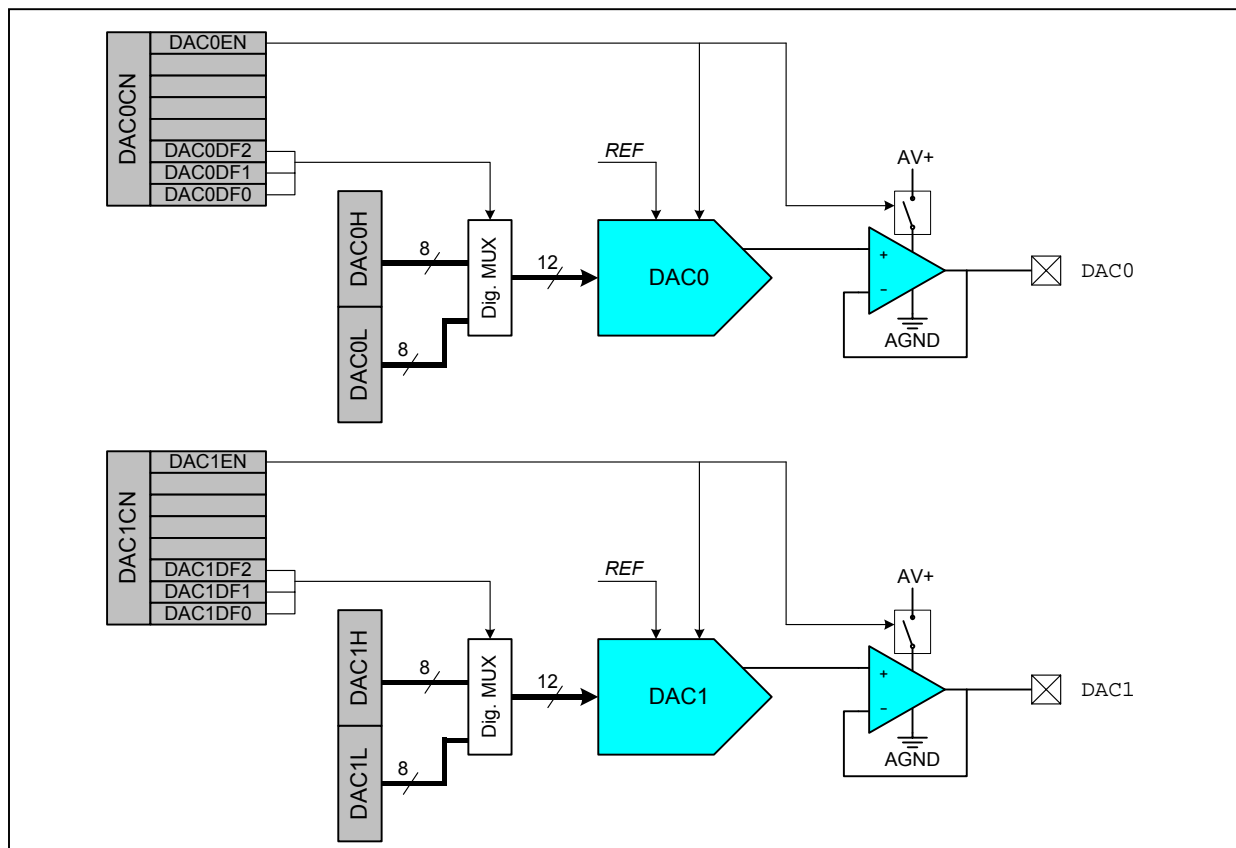 DAC0EN
DAC0CN
DAC0DF2
DAC0DF1
DAC0DF0
REF
AV+
DAC0H
8
Dig. MUX
12
DAC0
+
-
DAC0
AGND
DAC0L
8
DAC1EN
DAC1CN
DAC1DF2
DAC1DF1
DAC1DF0
REF
AV+
DAC1H
8
Dig. MUX
12
DAC1
+
-
DAC1
AGND
DAC1L
8